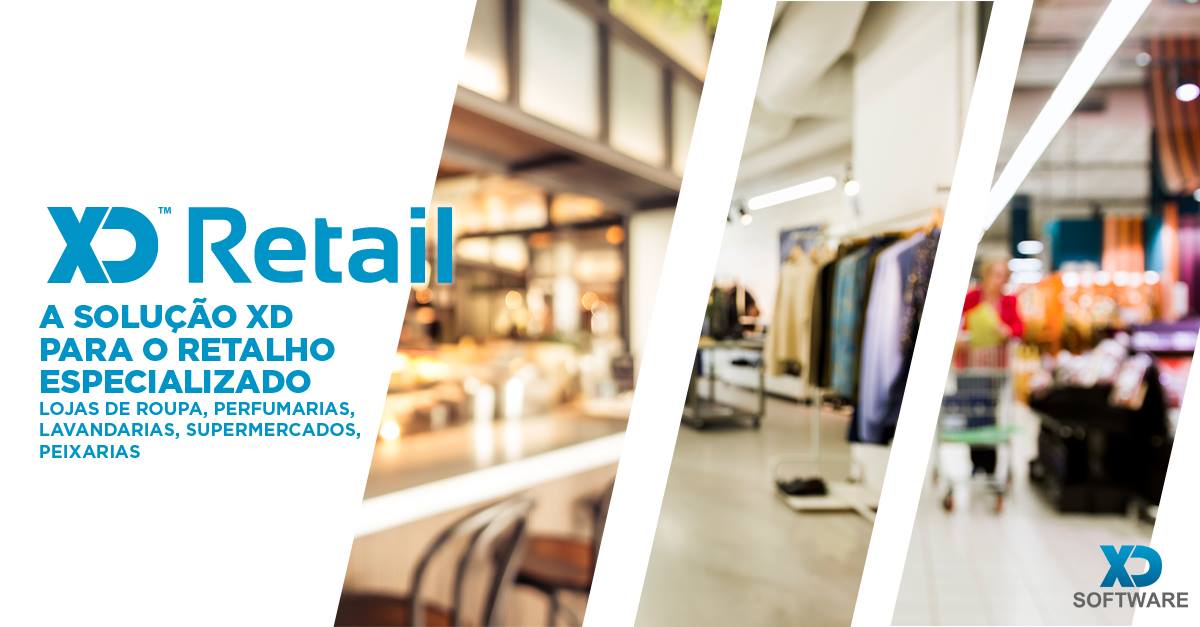 XD™ Retail
A SOLUÇÃO XD
PARA O RETALHO
ESPECIALIZADO
LOJAS DE ROUPA, PERFUMARIAS,
LAVANDARIAS, SUPERMERCADOS,
PEIXARIAS
XD
SOFTWARE